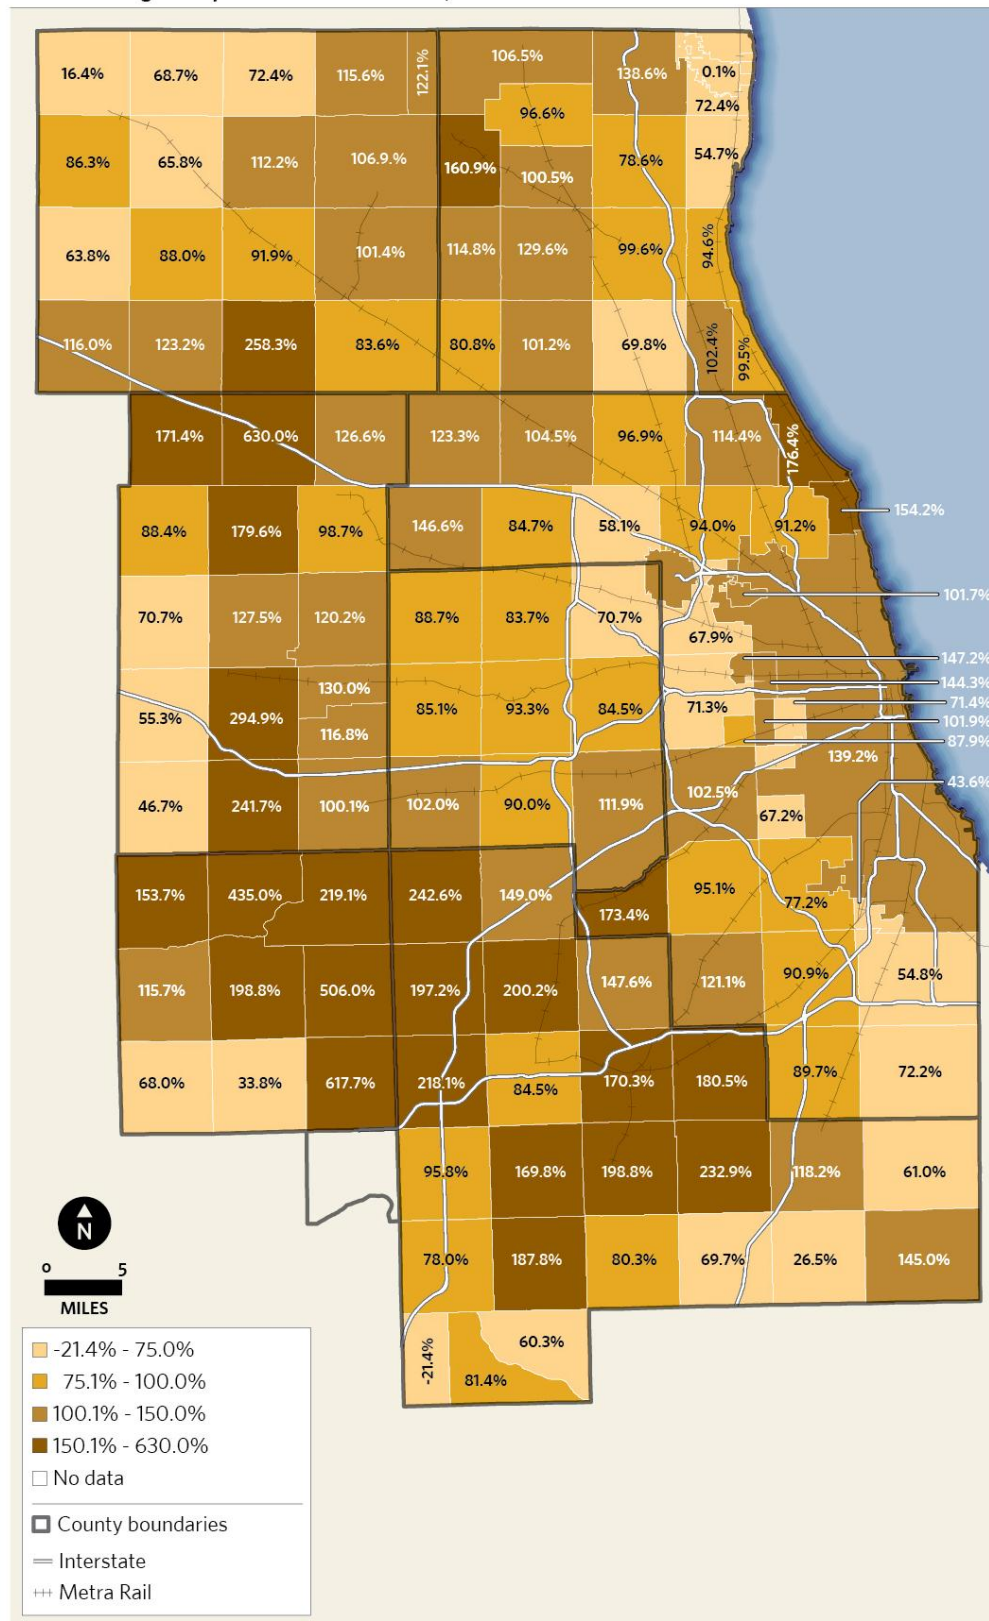 16.4% 68.7% 72.4% 115.6% 122.1% 106.5% 138.6% 0.1%
72.4%
96.6%
86.3% 65.8% 112.2% 106.9.% 160.9% 100.5% 78.6% 54.7%
63.8% 88.0% 91.9% 101.4% 114.8% 129.6% 99.6% 94.6%
116.0% 123.2% 258.3% 83.6% 80.8% 101.2% 69.8% 102.4% 99.5%
171.4% 630.0% 126.6% 123.3% 104.5% 96.9% 114.4% 176.4%
88.4% 179.6% 98.7% 146.6% 84.7% 58.1% 94.0% 91.2% 154.2%
101.7%
70.7% 127.5% 120.2% 88.7% 83.7% 70.7% 67.9%
147.2%
144.3%
130.0%
55.3% 294.9% 85.1% 93.3% 84.5% 71.3% 71.4%
116.8% 101.9%
87.9%
139.2%
43.6%
46.7% 241.7% 100.1% 102.0% 90.0% 111.9% 102.5%
67.2%
153.7% 435.0% 219.1% 242.6% 149.0% 173.4% 95.1% 77.2%
115.7% 198.8% 506.0% 197.2% 200.2% 147.6% 121.1% 90.9% 54.8%
68.0% 33.8% 617.7% 218.1% 84.5% 170.3% 180.5% 89.7% 72.2%
95.8% 169.8% 198.8% 232.9% 118.2% 61.0%
78.0% 187.8% 80.3% 69.7% 26.5% 145.0%
-21.4% 81.4% 60.3%
N
0 5
MILES
-21.4% - 75.0%
75.1% - 100.0%
100.1% - 150.0%
150.1% - 630.0%
No data
County boundaries
Interstate
Metra Rail